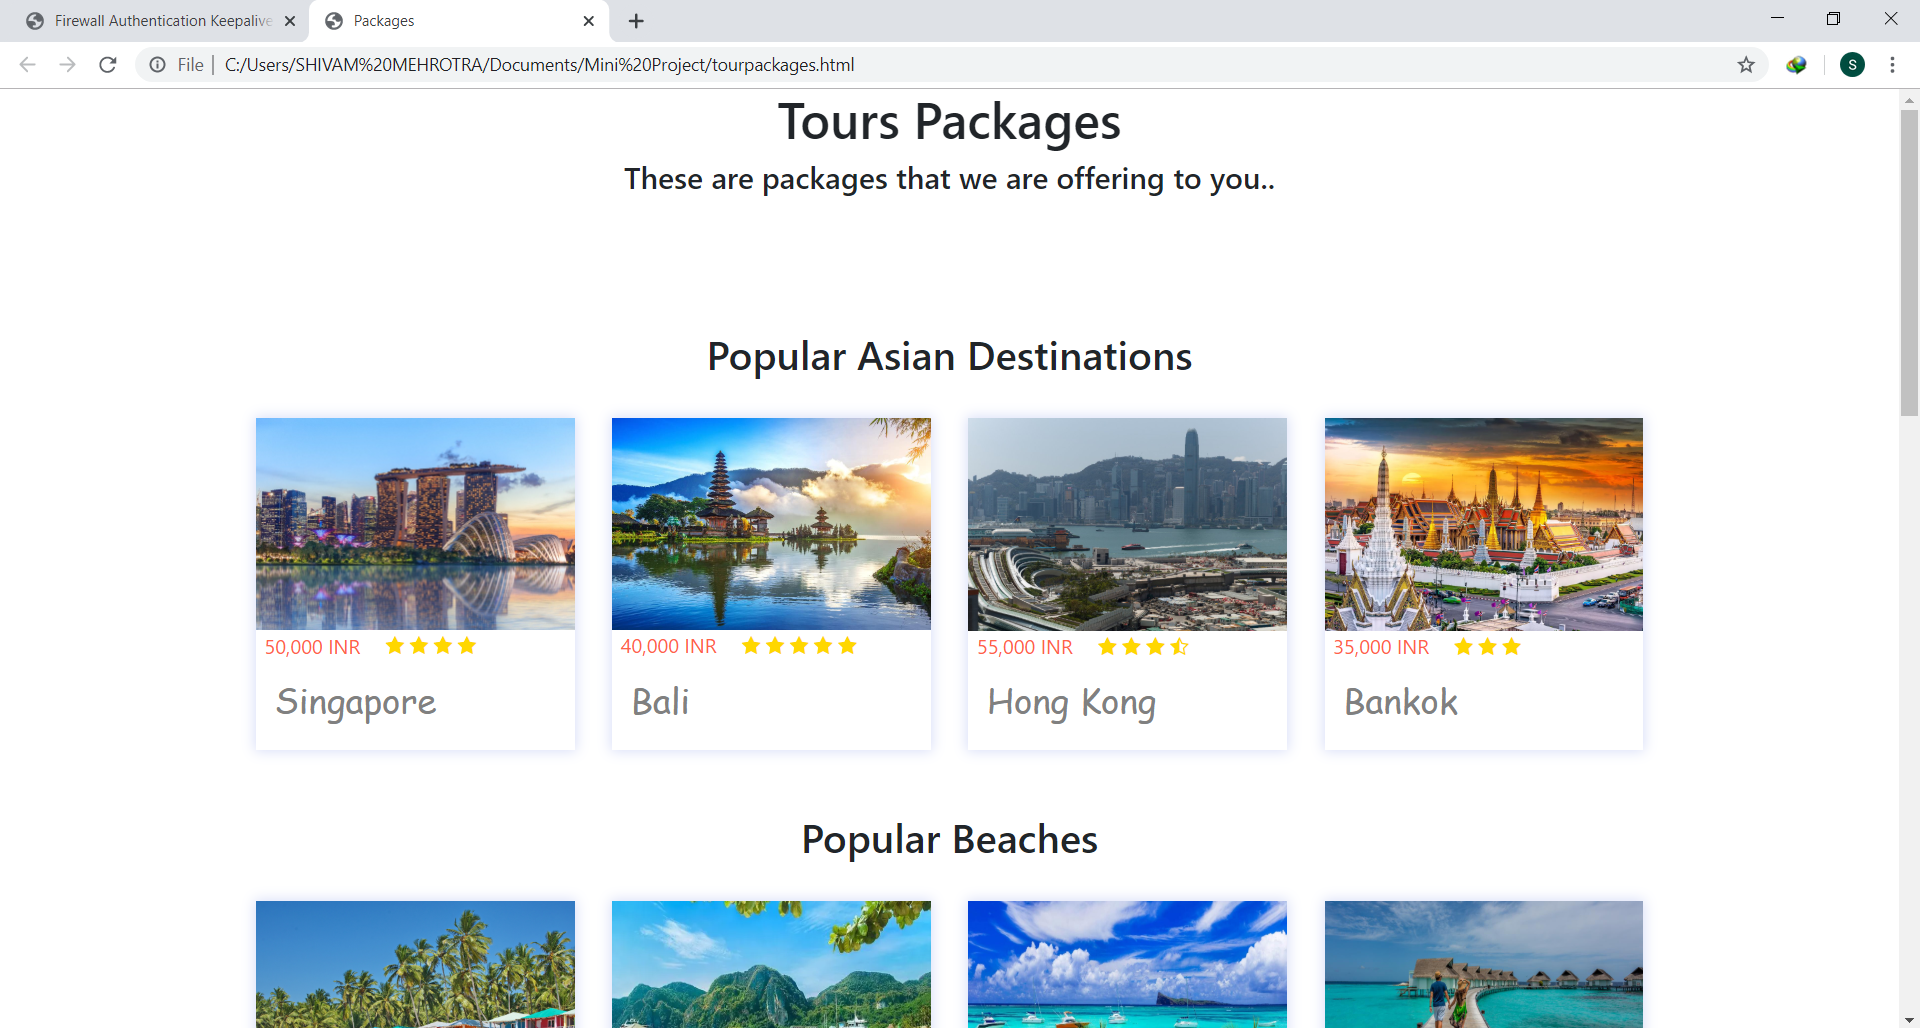 Firewall Authentication Keepalive
Packages
File | C:/Users/SHIVAM%20MEHROTRA/Documents/Mini%20Project/tourpackages.html
S
Tours Packages
These are packages that we are offering to you..
Popular Asian Destinations
50,000 INR
Singapore
40,000 INR
Bali
55,000 INR
Hong Kong
35,000 INR
Bankok
Popular Beaches